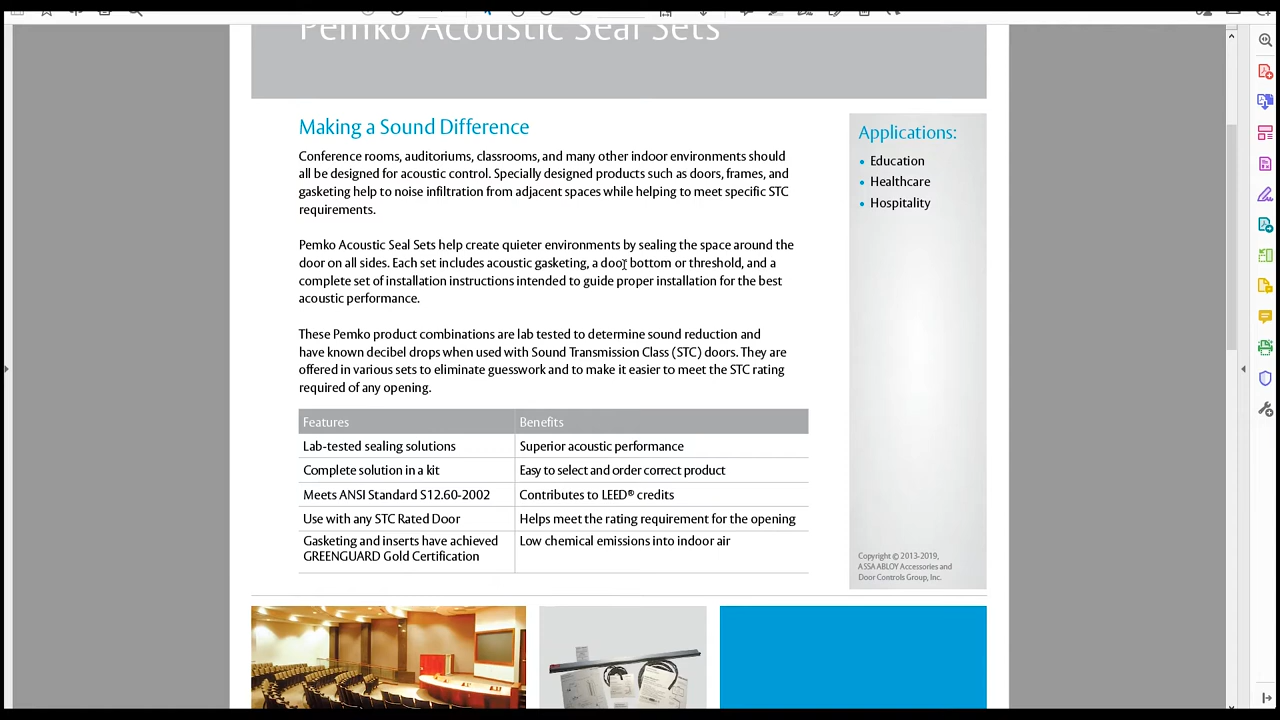 Pemko Acoustic Seal Sets
Making a Sound Difference
Conference rooms, auditoriums, classrooms, and many other indoor environments should
all be designed for acoustic control. Specially designed products such as doors, frames, and
gasketing help to noise infiltration from adjacent spaces while helping to meet specific STC
requirements.
Pemko Acoustic Seal Sets help create quieter environments by sealing the space around the
door on all sides. Each set includes acoustic gasketing, a door bottom or threshold, and a
complete set of installation instructions intended to guide proper installation for the best
acoustic performance.
These Pemko product combinations are lab tested to determine sound reduction and
have known decibel drops when used with Sound Transmission Class (STC) doors. They are
offered in various sets to eliminate guesswork and to make it easier to meet the STC rating
required of any opening.
Features Benefits
Lab-tested sealing solutions Superior acoustic performance
Complete solution in a kit Easy to select and order correct product
Meets ANSI Standard S12.60-2002 Contributes to LEED® credits
Use with any STC Rated Door Helps meet the rating requirement for the opening
Gasketing and inserts have achieved Low chemical emissions into indoor air
GREENGUARD Gold Certification
Applications:
• Education
• Healthcare
• Hospitality
Copyright © 2013-2019,
ASSA ABLOY Accessories and
Door Controls Group, Inc.